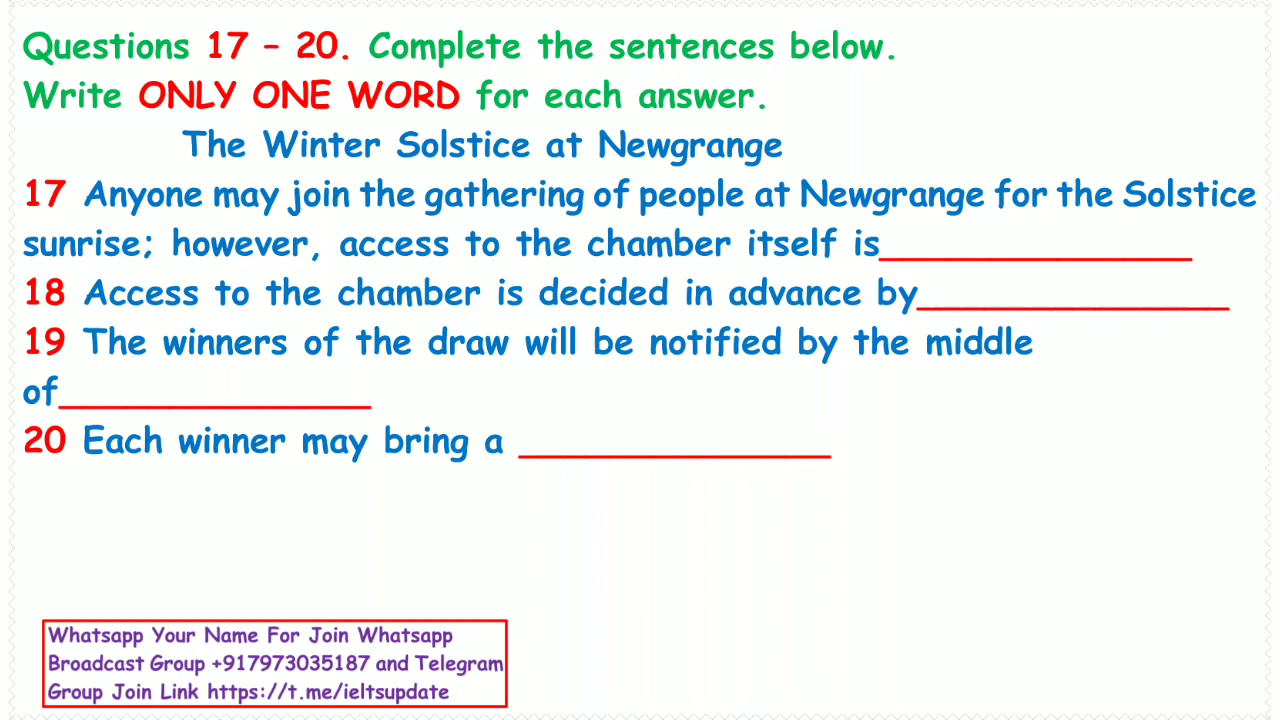 Questions 17 – 20. Complete the sentences below.
Write ONLY ONE WORD for each answer.
The Winter Solstice at Newgrange
17 Anyone may join the gathering of people at Newgrange for the Solstice
sunrise; however, access to the chamber itself is_______________
18 Access to the chamber is decided in advance by_______________
19 The winners of the draw will be notified by the middle
of_______________
20 Each winner may bring a _______________
Whatsapp Your Name For Join Whatsapp
Broadcast Group +917973035187 and Telegram
Group Join Link https://t.me/ieltsupdate